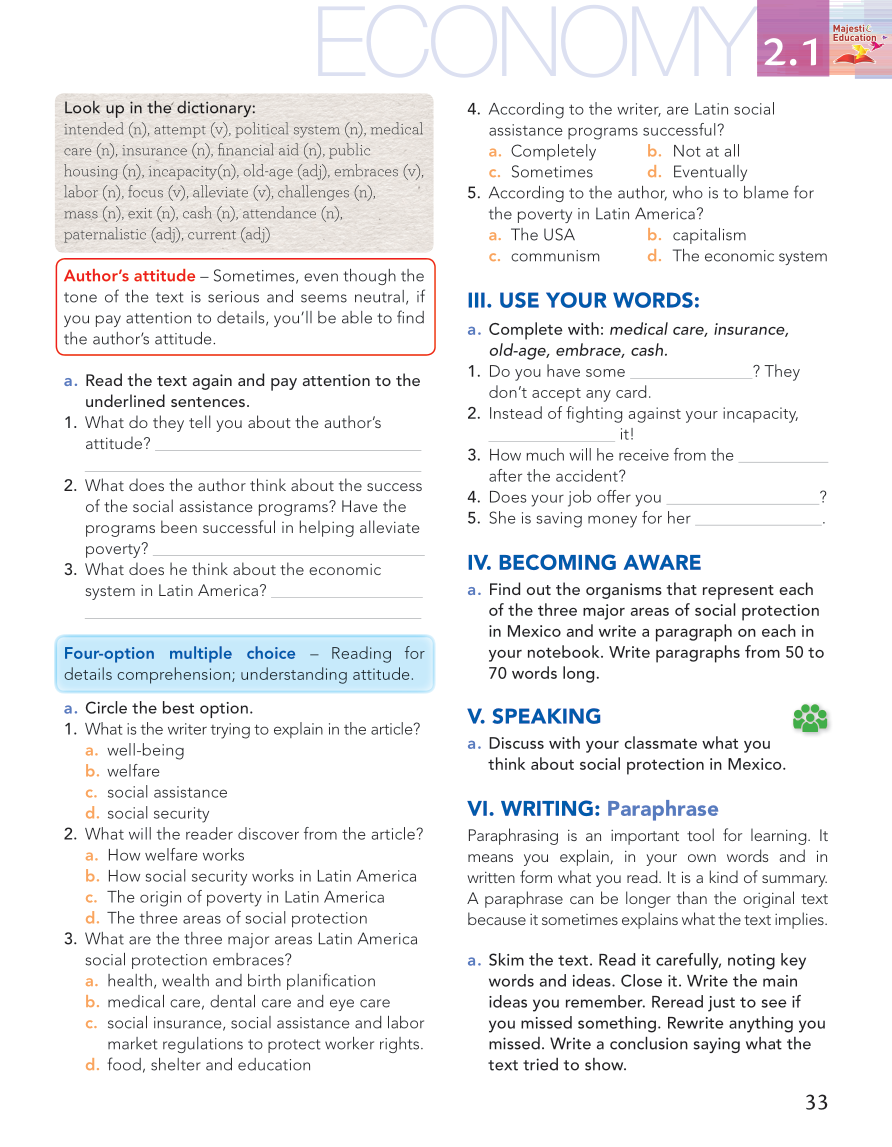 ECONOMY
2.1
Majestic
Education
Look up in the dictionary:
intended (n), attempt (v), political system (n), medical
care (n), insurance (n), financial aid (n), public
housing (n), incapacity(n), old-age (adj), embraces (v),
labor (n), focus (v), alleviate (v), challenges (n),
mass (n), exit (n), cash (n), attendance (n),
paternalistic (adj), current (adj)
Author's attitude – Sometimes, even though the
tone of the text is serious and seems neutral, if
you pay attention to details, you'll be able to find
the author's attitude.
a. Read the text again and pay attention to the
underlined sentences.
1. What do they tell you about the author's
attitude?
2. What does the author think about the success
of the social assistance programs? Have the
programs been successful in helping alleviate
poverty?
3. What does he think about the economic
system in Latin America?
Four-option multiple choice – Reading for
details comprehension; understanding attitude.
a. Circle the best option.
1. What is the writer trying to explain in the article?
a. well-being
b. welfare
c. social assistance
d. social security
2. What will the reader discover from the article?
a. How welfare works
b. How social security works in Latin America
c. The origin of poverty in Latin America
d. The three areas of social protection
3. What are the three major areas Latin America
social protection embraces?
a. health, wealth and birth planification
b. medical care, dental care and eye care
c. social insurance, social assistance and labor
market regulations to protect worker rights.
d. food, shelter and education
4. According to the writer, are Latin social
assistance programs successful?
a. Completely b. Not at all
c. Sometimes d. Eventually
5. According to the author, who is to blame for
the poverty in Latin America?
a. The USA b. capitalism
c. communism d. The economic system
III. USE YOUR WORDS:
a. Complete with: medical care, insurance,
old-age, embrace, cash.
1. Do you have some ______________? They
don't accept any card.
2. Instead of fighting against your incapacity,
______________ it!
3. How much will he receive from the __________
after the accident?
4. Does your job offer you _________________?
5. She is saving money for her ______________.
IV. BECOMING AWARE
a. Find out the organisms that represent each
of the three major areas of social protection
in Mexico and write a paragraph on each in
your notebook. Write paragraphs from 50 to
70 words long.
V. SPEAKING
a. Discuss with your classmate what you
think about social protection in Mexico.
VI. WRITING: Paraphrase
Paraphrasing is an important tool for learning. It
means you explain, in your own words and in
written form what you read. It is a kind of summary.
A paraphrase can be longer than the original text
because it sometimes explains what the text implies.
a. Skim the text. Read it carefully, noting key
words and ideas. Close it. Write the main
ideas you remember. Reread just to see if
you missed something. Rewrite anything you
missed. Write a conclusion saying what the
text tried to show.
33